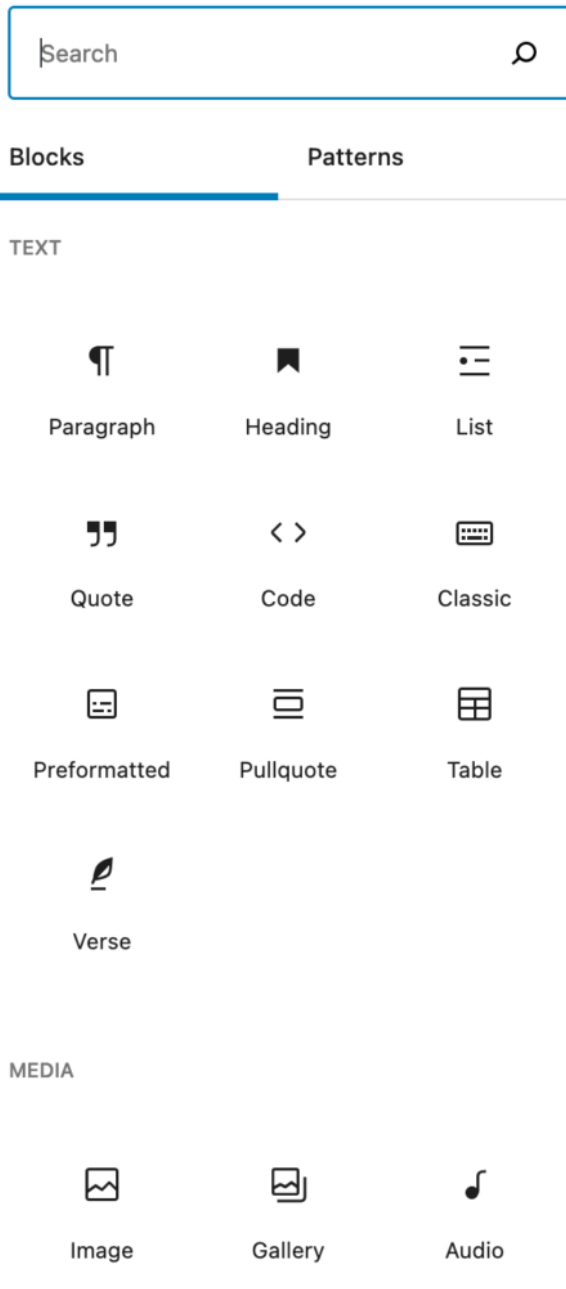 Search
Blocks Patterns
TEXT
Paragraph Heading List
Quote Code Classic
Preformatted Pullquote Table
Verse
MEDIA
Image Gallery Audio